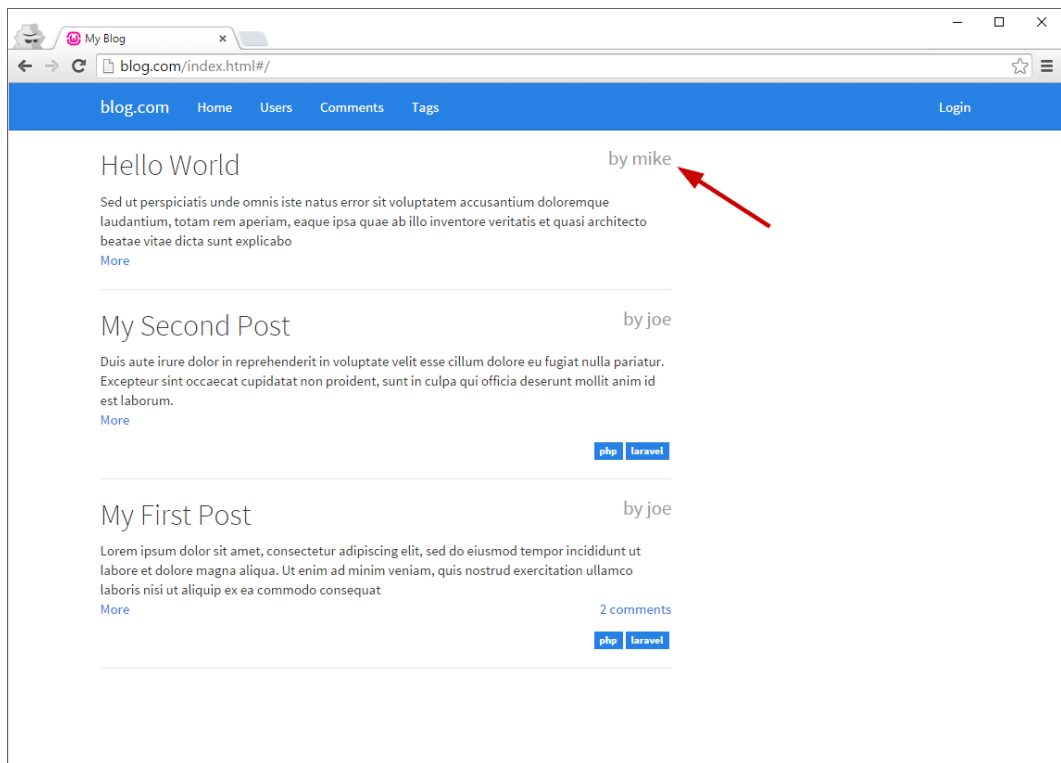 My Blog
blog.com/index.html#/
blog.com Home Users Comments Tags Login
Hello World by mike
Sed ut perspiciatis unde omnis iste natus error sit voluptatem accusantium doloremque
laudantium, totam rem aperiam, eaque ipsa quae ab illo inventore veritatis et quasi architecto
beatae vitae dicta sunt explicabo
More
My Second Post by joe
Duis aute irure dolor in reprehenderit in voluptate velit esse cillum dolore eu fugiat nulla pariatur.
Excepteur sint occaecat cupidatat non proident, sunt in culpa qui officia deserunt mollit anim id
est laborum.
More
php laravel
My First Post by joe
Lorem ipsum dolor sit amet, consectetur adipiscing elit, sed do eiusmod tempor incididunt ut
labore et dolore magna aliqua. Ut enim ad minim veniam, quis nostrud exercitation ullamco
laboris nisi ut aliquip ex ea commodo consequat
More 2 comments
php laravel